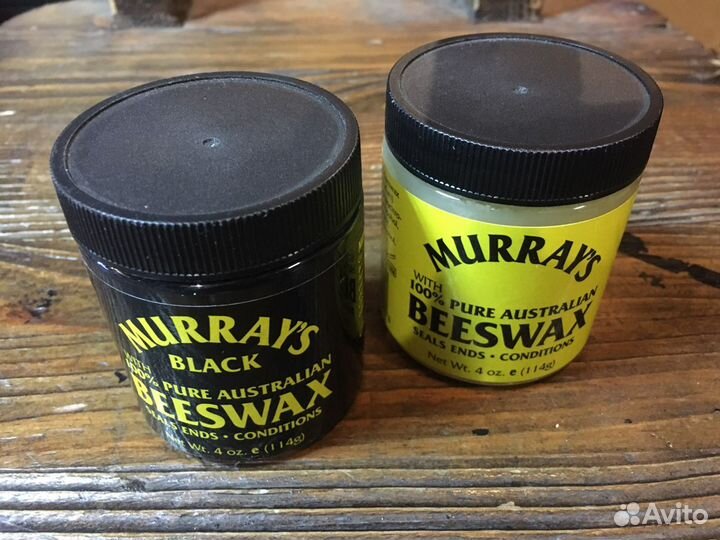 MURRAY'S
BLACK
WITH
100% PURE AUSTRALIAN
BEESWAX
SEALS ENDS • CONDITIONS
Net Wt. 4 oz. e (114g)
MURRAY'S
WITH
100% PURE AUSTRALIAN
BEESWAX
SEALS ENDS • CONDITIONS
Net Wt. 4 oz. e (114g)
Avito